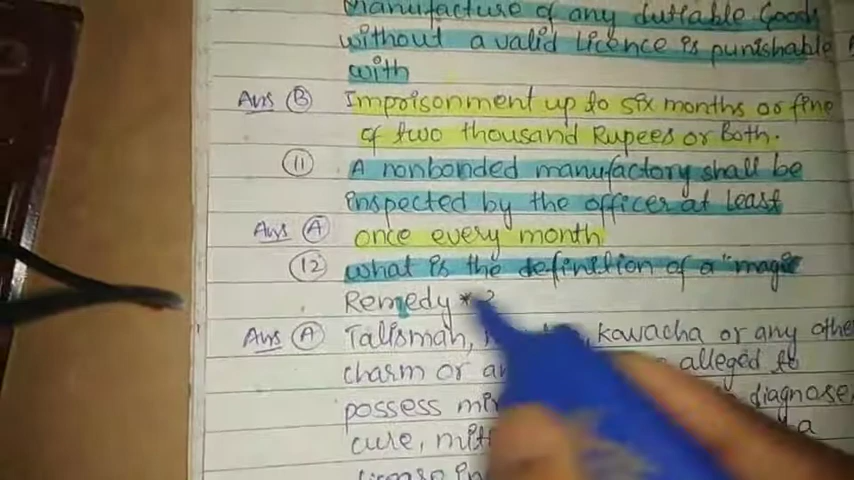 Manufacture of any dutiable Goods
without a valid Licence is punishable
with
Ans B Imprisonment up to six months or fine
of two thousand Rupees or Both.
11 A nonbonded manufactory shall be
inspected by the officer at least
Ans A once every month
12 what is the definition of a "magic
Remedy" ?
Ans A Talisman, kawacha or any other
charm or alleged to
possess diagnose,
cure, a